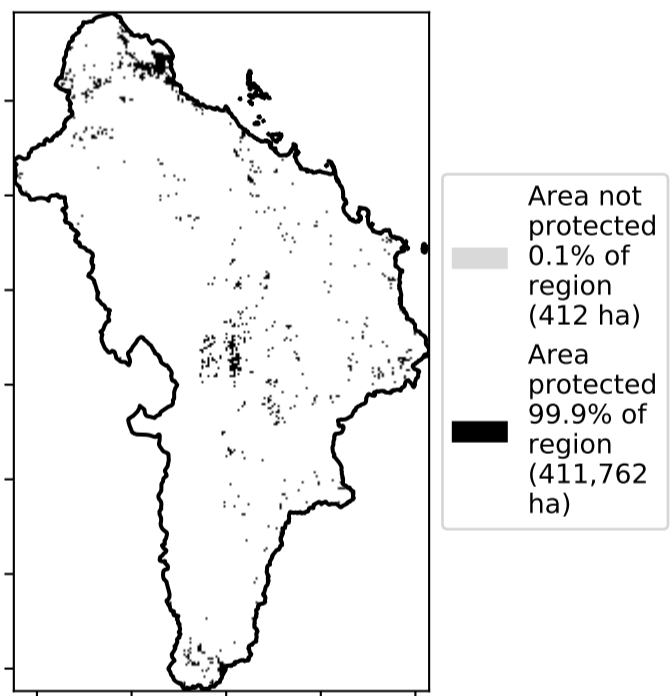 Area not
protected
0.1% of
region
(412 ha)
Area
protected
99.9% of
region
(411,762
ha)